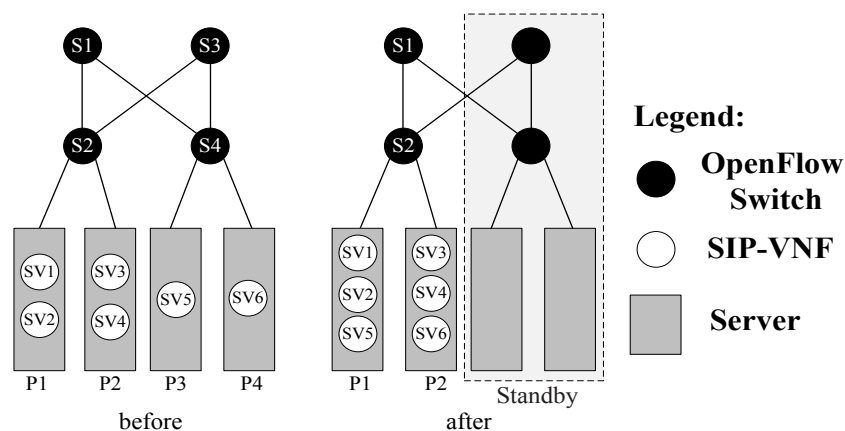 S1
S3
S2
S4
SV1
SV2
SV3
SV4
SV5
SV6
P1
P2
P3
P4
before
S1
S2
SV1
SV2
SV5
SV3
SV4
SV6
P1
P2
Standby
after
Legend:
OpenFlow
Switch
SIP-VNF
Server